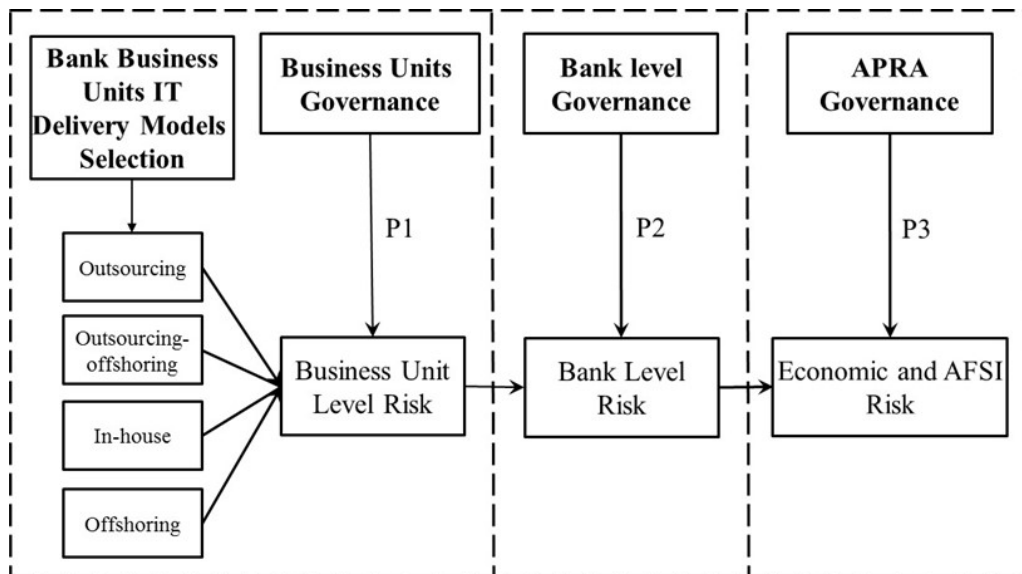 Bank Business
Units IT
Delivery Models
Selection
Business Units
Governance
Bank level
Governance
APRA
Governance
P1
P2
P3
Outsourcing
Outsourcing-
offshoring
In-house
Offshoring
Business Unit
Level Risk
Bank Level
Risk
Economic and AFSI
Risk